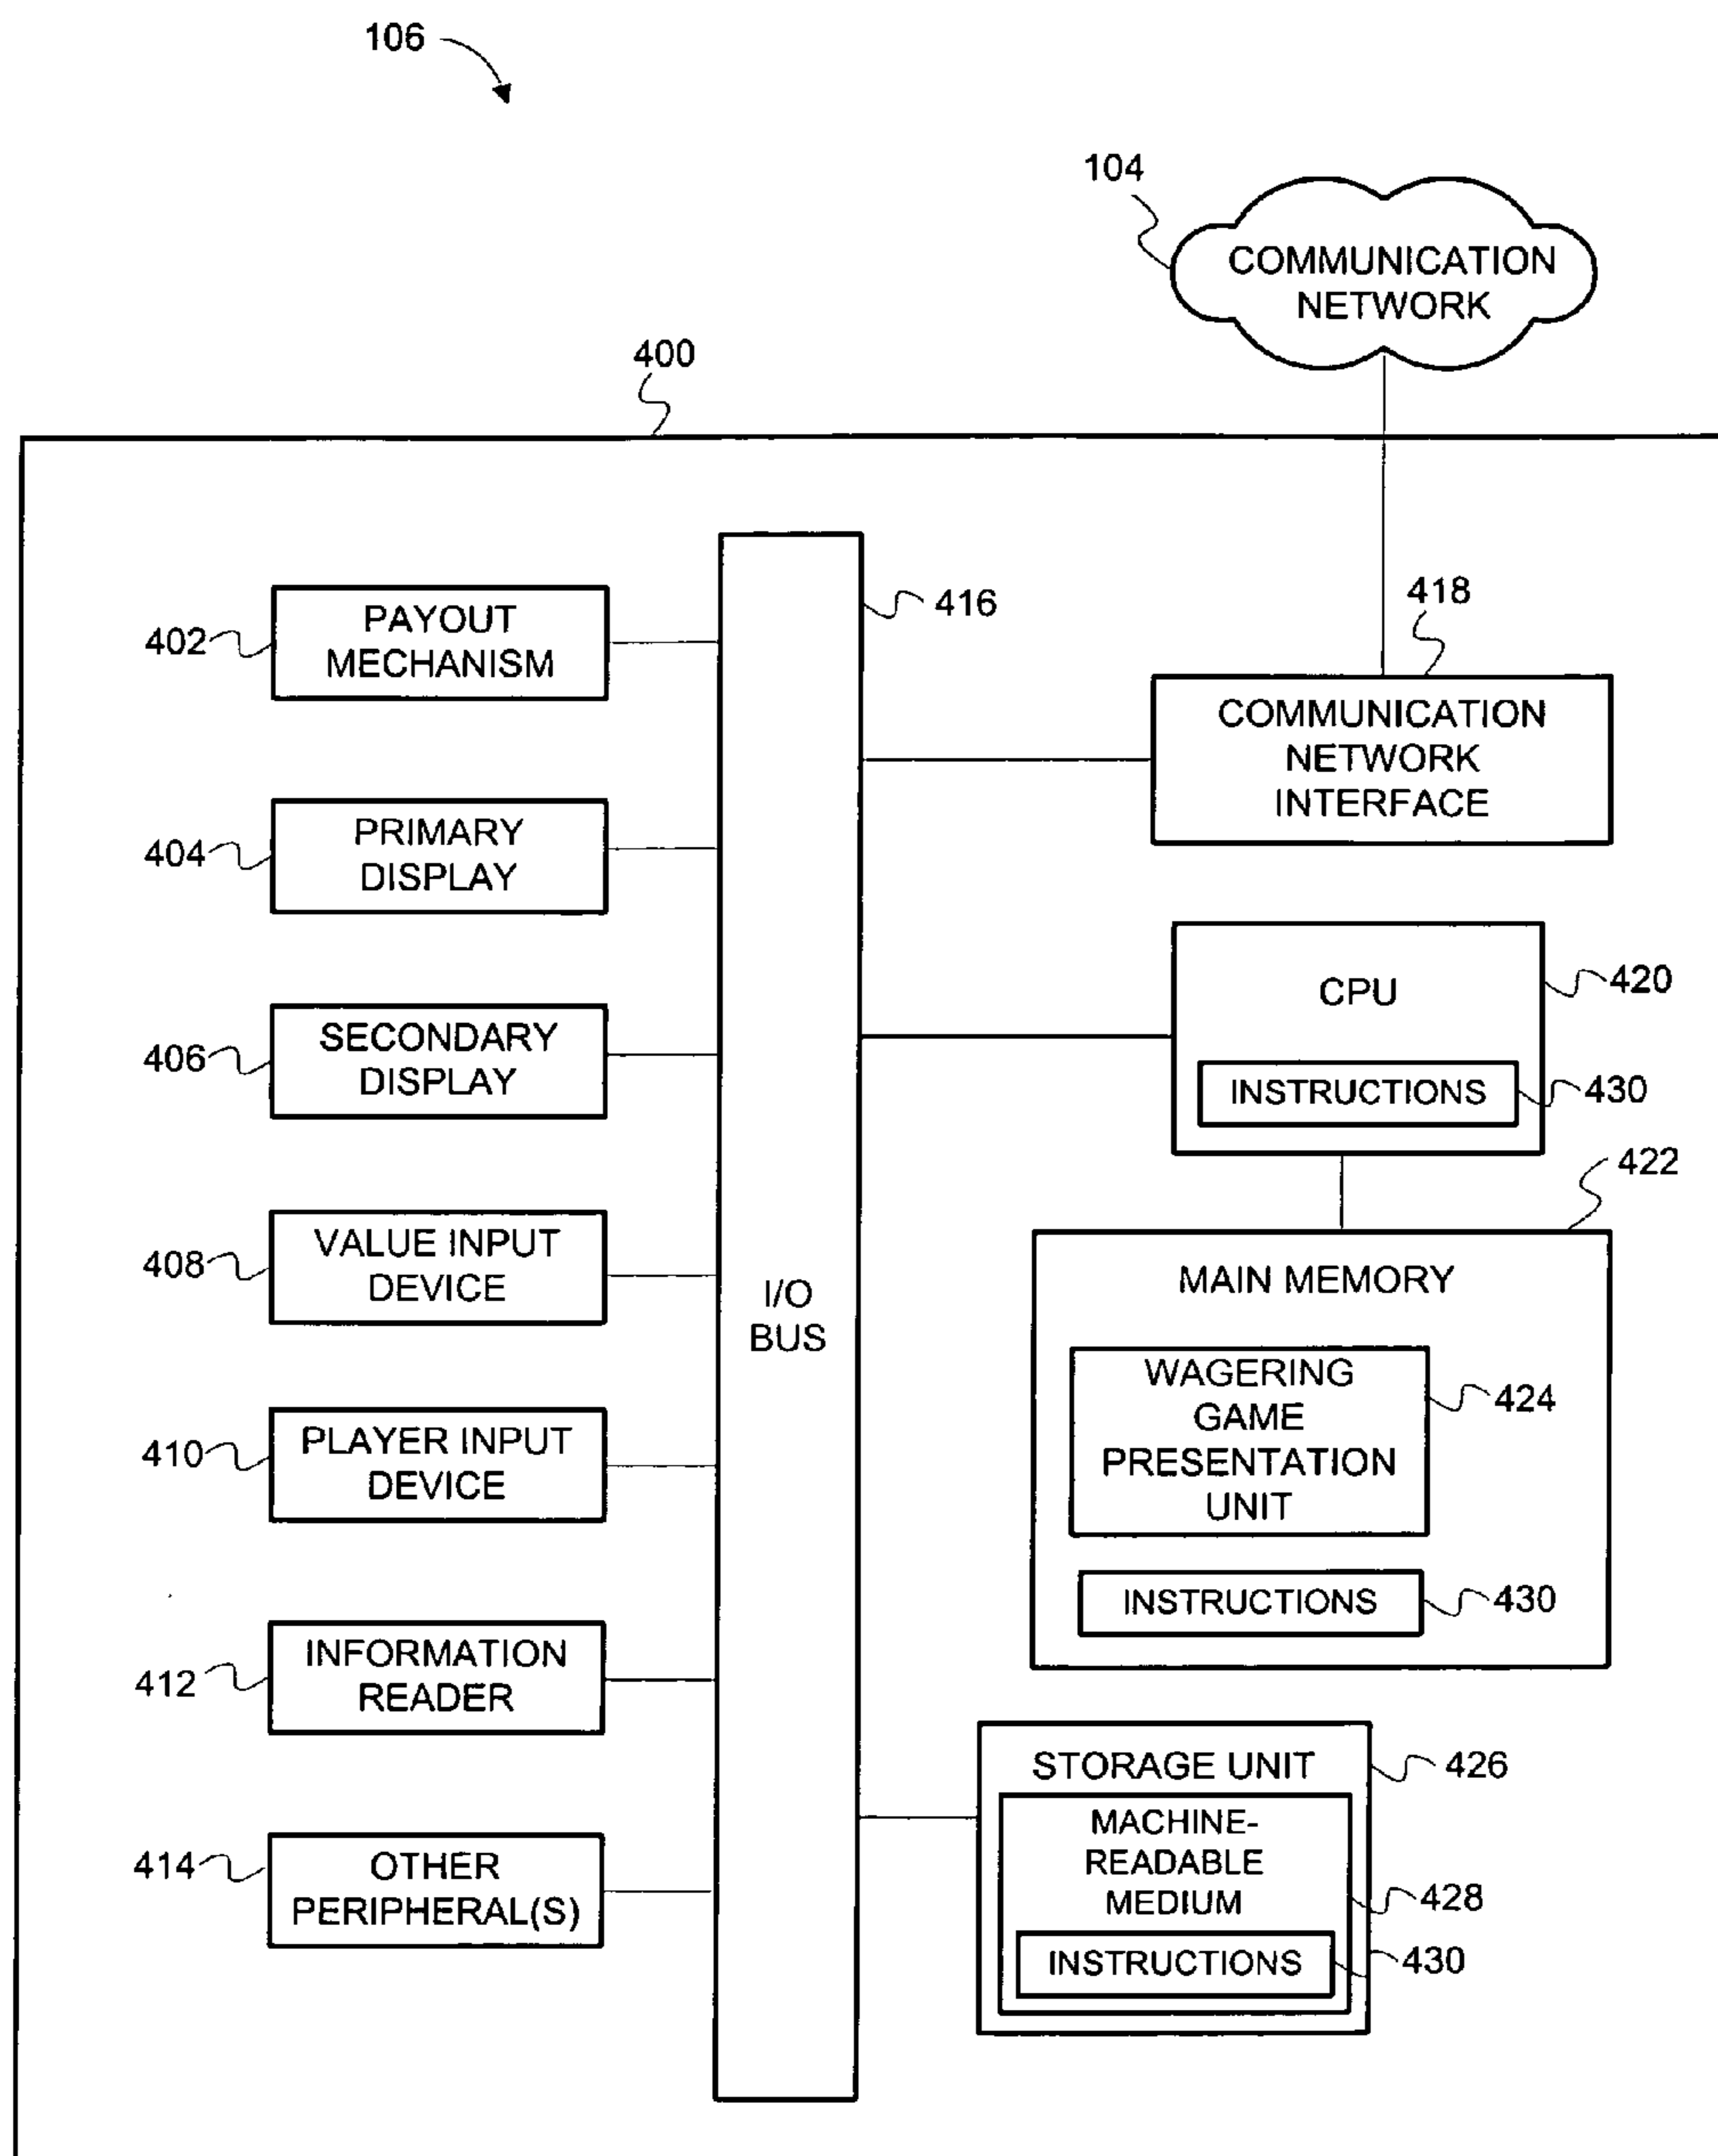 106
104
COMMUNICATION
NETWORK
400
402
PAYOUT
MECHANISM
416
418
COMMUNICATION
NETWORK
INTERFACE
404
PRIMARY
DISPLAY
420
CPU
INSTRUCTIONS
430
406
SECONDARY
DISPLAY
422
MAIN MEMORY
408
VALUE INPUT
DEVICE
I/O
BUS
WAGERING
GAME
PRESENTATION
UNIT
424
410
PLAYER INPUT
DEVICE
INSTRUCTIONS
430
412
INFORMATION
READER
STORAGE UNIT
426
MACHINE-
READABLE
MEDIUM
428
414
OTHER
PERIPHERAL(S)
INSTRUCTIONS
430